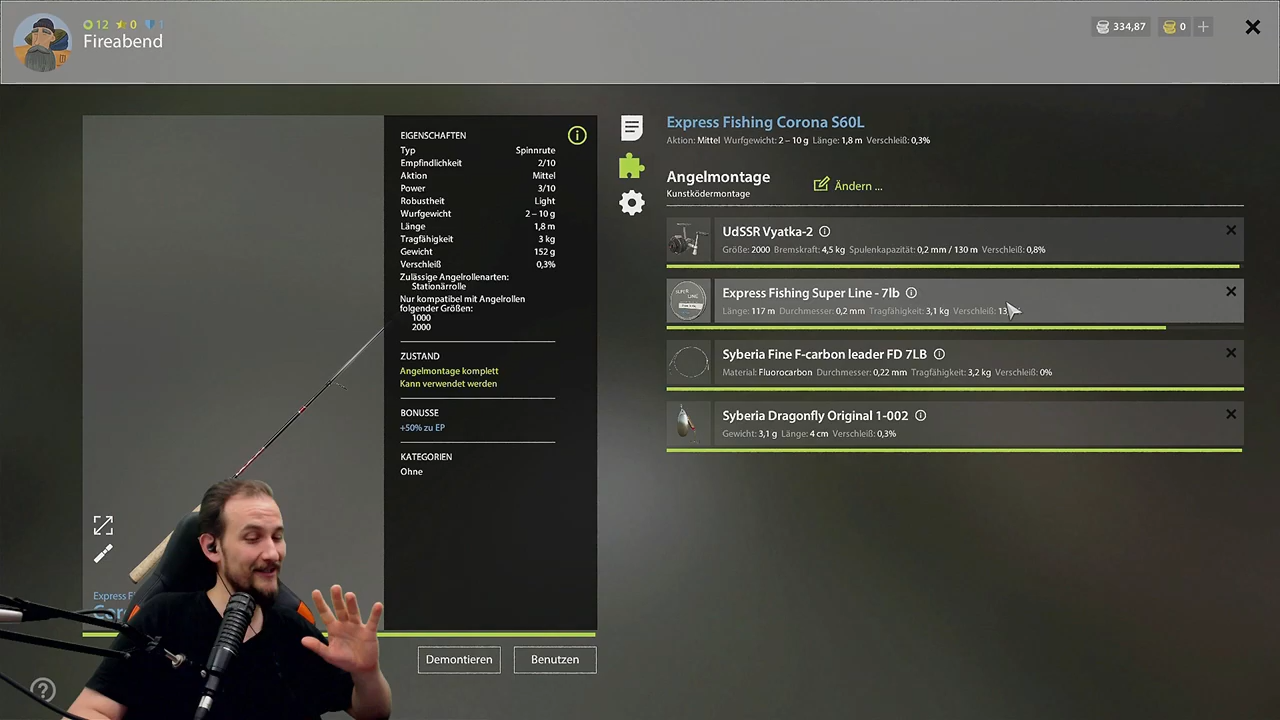 12 0 1
Fireabend
334,87 0 +
EIGENSCHAFTEN
Typ Spinnrute
Empfindlichkeit 2/10
Aktion Mittel
Power 3/10
Robustheit Light
Wurfgewicht 2 – 10 g
Länge 1,8 m
Tragfähigkeit 3 kg
Gewicht 152 g
Verschleiß 0,3%
Zulässige Angelrollenarten:
Stationärrolle
Nur kompatibel mit Angelrollen
folgender Größen:
1000
2000
ZUSTAND
Angelmontage komplett
Kann verwendet werden
BONUSSE
+50% zu EP
KATEGORIEN
Ohne
Express
Demontieren
Benutzen
Express Fishing Corona S60L
Aktion: Mittel Wurfgewicht: 2 – 10 g Länge: 1,8 m Verschleiß: 0,3%
Angelmontage
Ändern ...
Kunstködermontage
UdSSR Vyatka-2
Größe: 2000 Bremskraft: 4,5 kg Spulenkapazität: 0,2 mm / 130 m Verschleiß: 0,8%
Express Fishing Super Line - 7lb
SUPER LINE
Länge: 117 m Durchmesser: 0,2 mm Tragfähigkeit: 3,1 kg Verschleiß: 13
Syberia Fine F-carbon leader FD 7LB
Material: Fluorocarbon Durchmesser: 0,22 mm Tragfähigkeit: 3,2 kg Verschleiß: 0%
Syberia Dragonfly Original 1-002
Gewicht: 3,1 g Länge: 4 cm Verschleiß: 0,3%
?